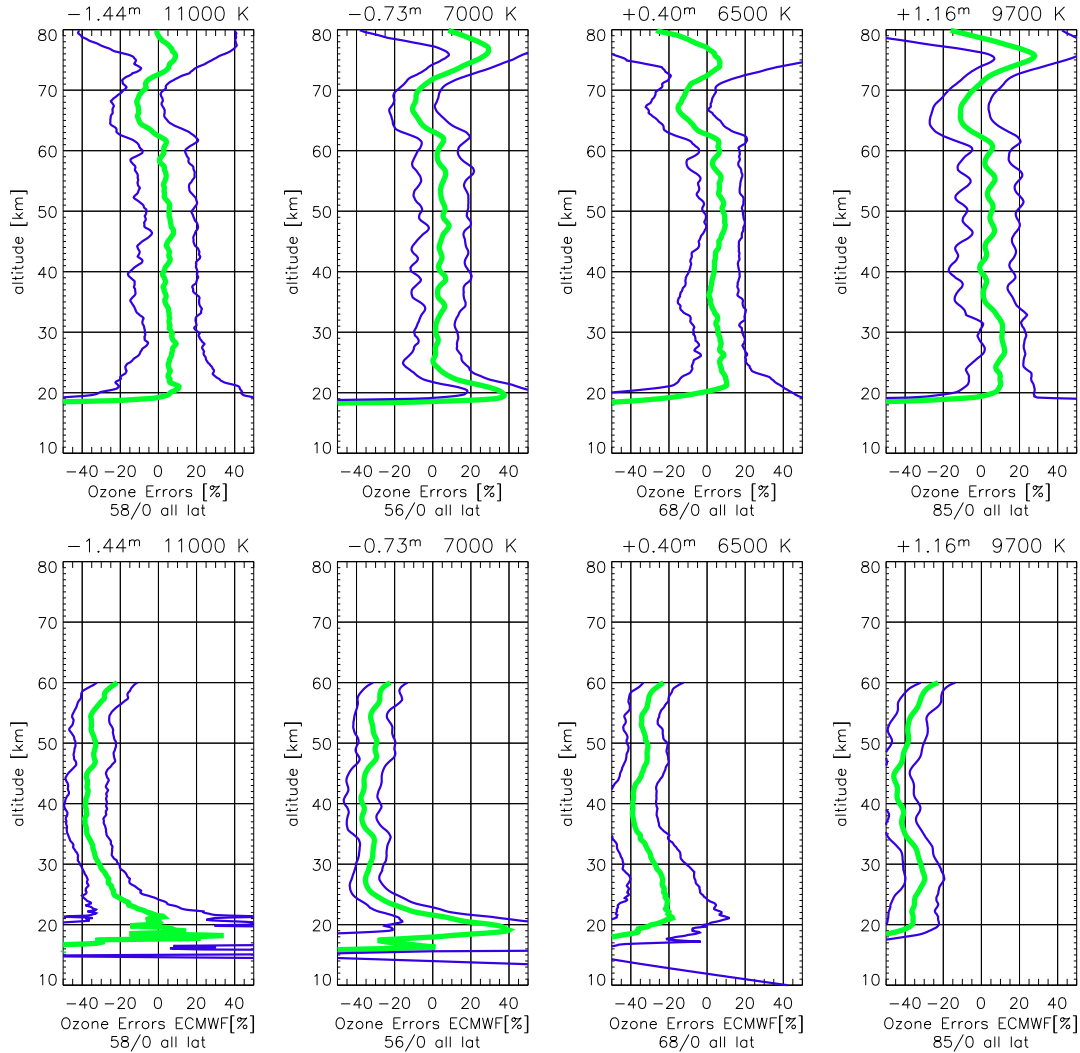 −1.44m 11000 K
−0.73m 7000 K
+0.40m 6500 K
+1.16m 9700 K
80
70
60
50
40
30
20
10
altitude [km]
−40 −20 0 20 40
Ozone Errors [%]
58/0 all lat
80
70
60
50
40
30
20
10
altitude [km]
−40 −20 0 20 40
Ozone Errors [%]
56/0 all lat
80
70
60
50
40
30
20
10
altitude [km]
−40 −20 0 20 40
Ozone Errors [%]
68/0 all lat
80
70
60
50
40
30
20
10
altitude [km]
−40 −20 0 20 40
Ozone Errors [%]
85/0 all lat
−1.44m 11000 K
−0.73m 7000 K
+0.40m 6500 K
+1.16m 9700 K
80
70
60
50
40
30
20
10
altitude [km]
−40 −20 0 20 40
Ozone Errors ECMWF[%]
58/0 all lat
80
70
60
50
40
30
20
10
altitude [km]
−40 −20 0 20 40
Ozone Errors ECMWF[%]
56/0 all lat
80
70
60
50
40
30
20
10
altitude [km]
−40 −20 0 20 40
Ozone Errors ECMWF[%]
68/0 all lat
80
70
60
50
40
30
20
10
altitude [km]
−40 −20 0 20 40
Ozone Errors ECMWF[%]
85/0 all lat